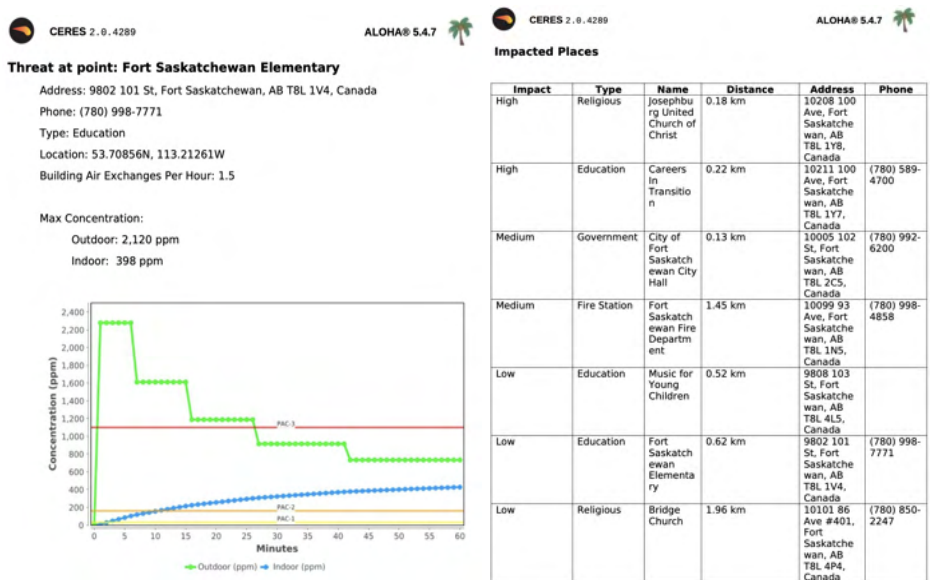 CERES 2.0.4289
ALOHA® 5.4.7
Threat at point: Fort Saskatchewan Elementary
Address: 9802 101 St, Fort Saskatchewan, AB T8L 1V4, Canada
Phone: (780) 998-7771
Type: Education
Location: 53.70856N, 113.21261W
Building Air Exchanges Per Hour: 1.5
Max Concentration:
Outdoor: 2,120 ppm
Indoor: 398 ppm
Concentration (ppm)
2,400
2,200
2,000
1,800
1,600
1,400
1,200
1,000
800
600
400
200
0
PAC-3
PAC-2
PAC-1
0 5 10 15 20 25 30 35 40 45 50 55 60
Minutes
Outdoor (ppm) Indoor (ppm)
CERES 2.0.4289
ALOHA® 5.4.7
Impacted Places
Impact Type Name Distance Address Phone
High Religious Josephbu 0.18 km 10208 100
rg United Ave, Fort
Church of Saskatche
Christ wan, AB
T8L 1Y8,
Canada
High Education Careers 0.22 km 10211 100 (780) 589-
In Ave, Fort 4700
Transitio Saskatche
n wan, AB
T8L 1Y7,
Canada
Medium Government City of 0.13 km 10005 102 (780) 992-
Fort St, Fort 6200
Saskatch Saskatche
ewan City wan, AB
Hall T8L 2C5,
Canada
Medium Fire Station Fort 1.45 km 10099 93 (780) 998-
Saskatch Ave, Fort 4858
ewan Fire Saskatche
Departm wan, AB
ent T8L 1N5,
Canada
Low Education Music for 0.52 km 9808 103
Young St, Fort
Children Saskatche
wan, AB
T8L 4L5,
Canada
Low Education Fort 0.62 km 9802 101 (780) 998-
Saskatch St, Fort 7771
ewan Saskatche
Elementa wan, AB
ry T8L 1V4,
Canada
Low Religious Bridge 1.96 km 10101 86 (780) 850-
Church Ave #401, 2247
Fort
Saskatche
wan, AB
T8L 4P4,
Canada